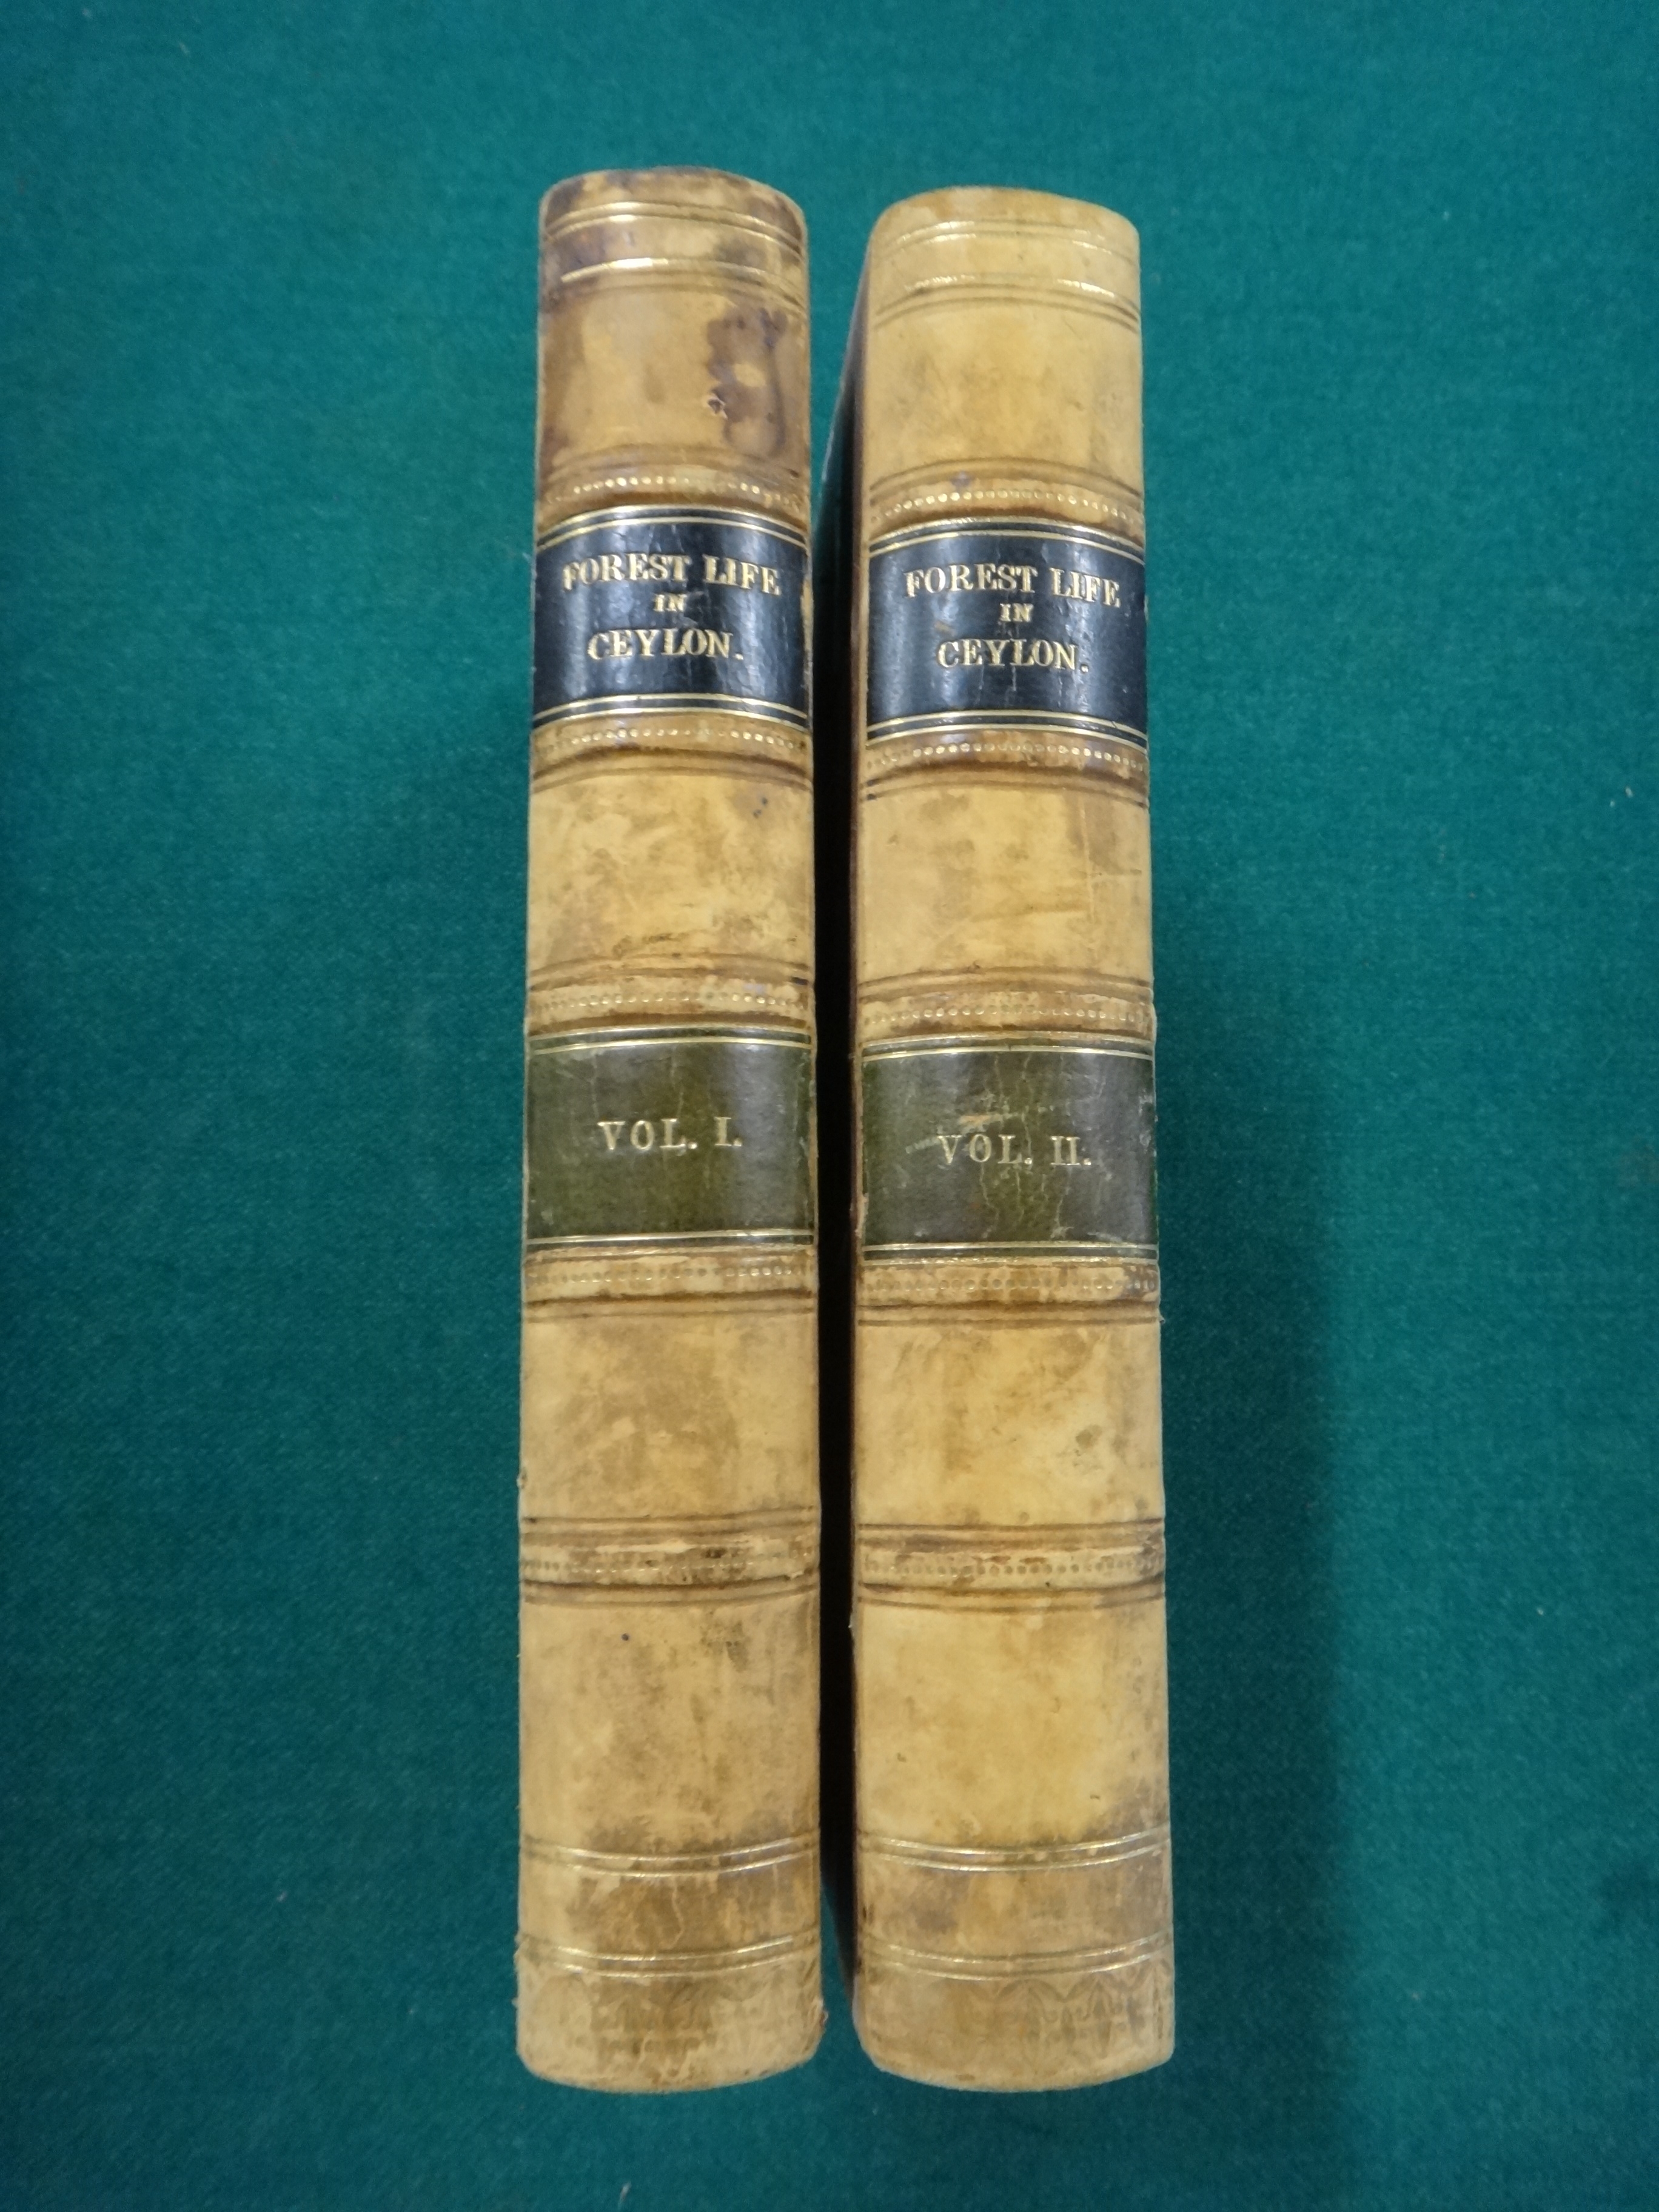 FOREST LIFE
IN
CEYLON.
VOL. I.
FOREST LIFE
IN
CEYLON.
VOL. II.